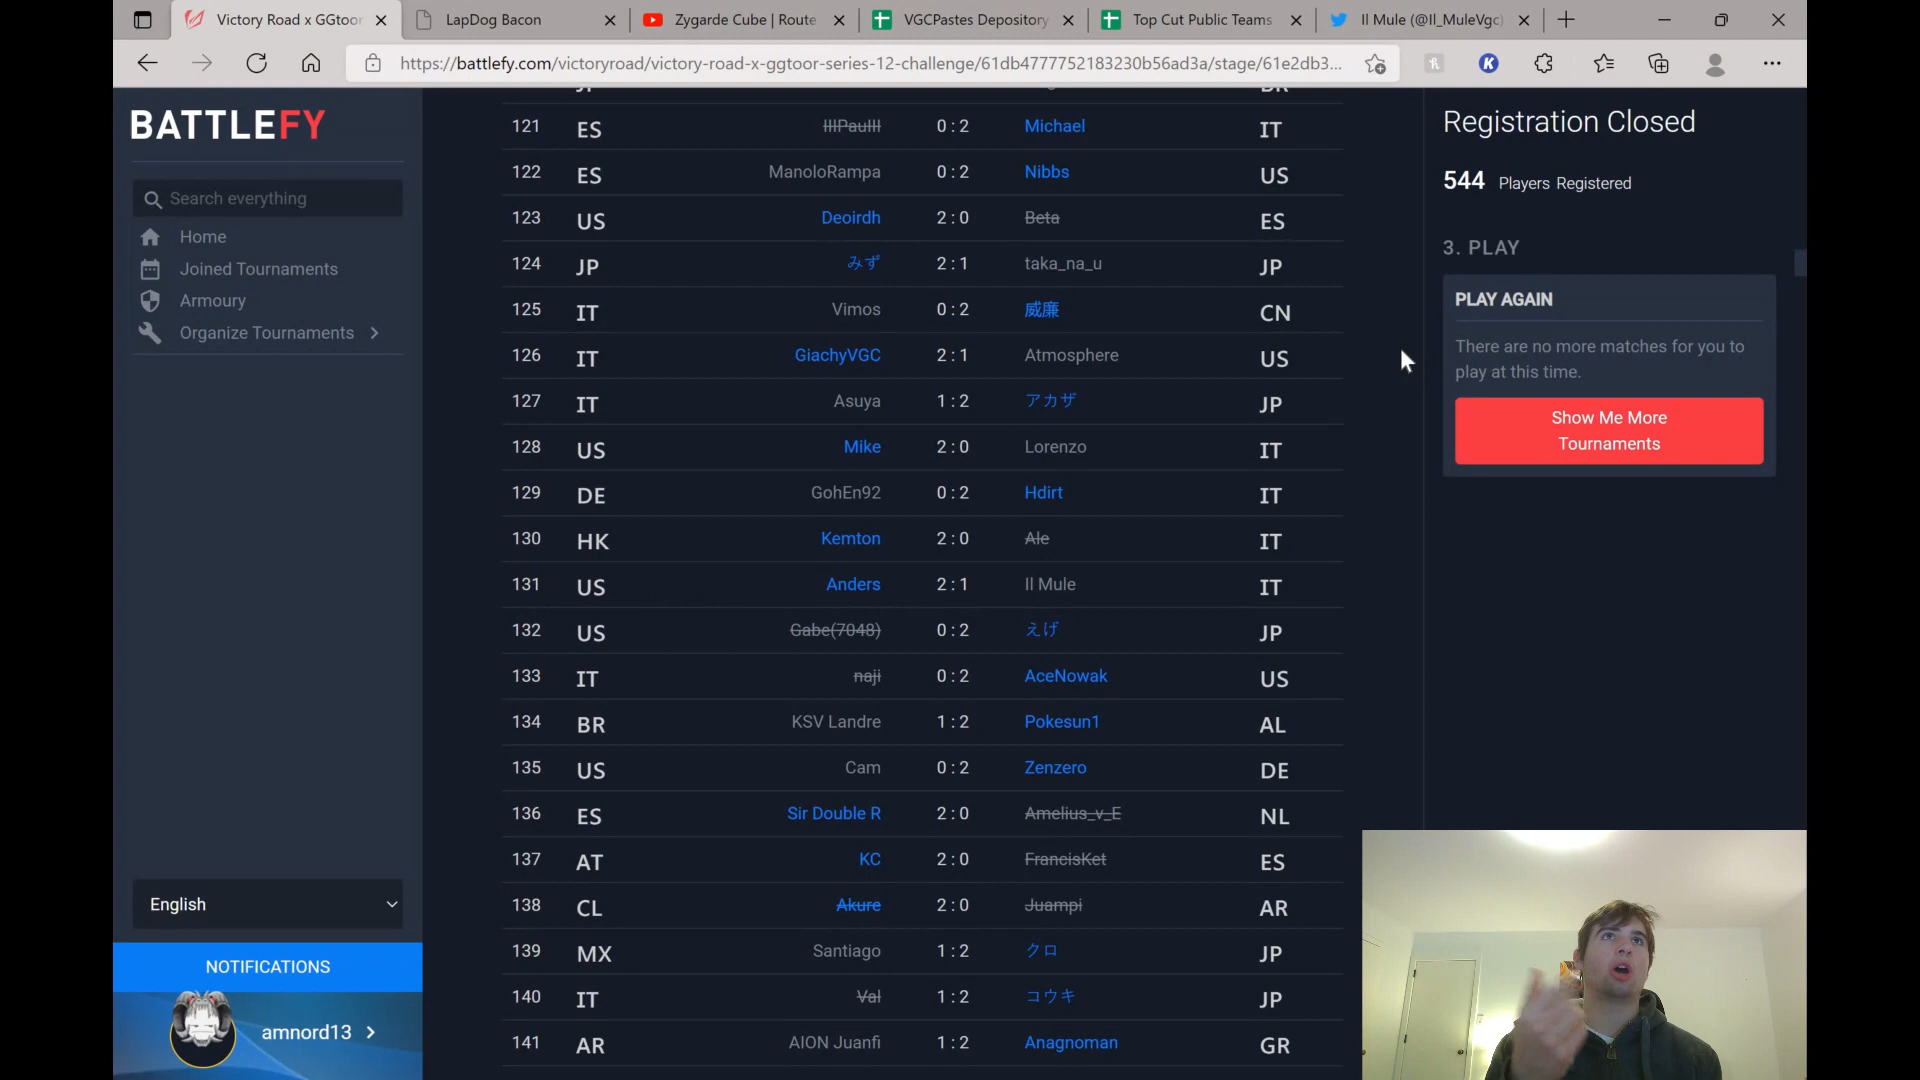 Victory Road x GGtoor
LapDog Bacon
Zygarde Cube | Route
VGCPastes Depository
Top Cut Public Teams
Il Mule (@Il_MuleVgc)
https://battlefy.com/victoryroad/victory-road-x-ggtoor-series-12-challenge/61db4777752183230b56ad3a/stage/61e2db3...
K
BATTLEFY
Search everything
Home
Joined Tournaments
Armoury
Organize Tournaments
English
NOTIFICATIONS
amnord13
121 ES IIIPauIII 0 : 2 Michael IT
122 ES ManoloRampa 0 : 2 Nibbs US
123 US Deoirdh 2 : 0 Beta ES
124 JP みず 2 : 1 taka_na_u JP
125 IT Vimos 0 : 2 威廉 CN
126 IT GiachyVGC 2 : 1 Atmosphere US
127 IT Asuya 1 : 2 アカザ JP
128 US Mike 2 : 0 Lorenzo IT
129 DE GohEn92 0 : 2 Hdirt IT
130 HK Kemton 2 : 0 Ale IT
131 US Anders 2 : 1 Il Mule IT
132 US Gabe(7048) 0 : 2 えげ JP
133 IT naji 0 : 2 AceNowak US
134 BR KSV Landre 1 : 2 Pokesun1 AL
135 US Cam 0 : 2 Zenzero DE
136 ES Sir Double R 2 : 0 Amelius_v_E NL
137 AT KC 2 : 0 FrancisKet ES
138 CL Akure 2 : 0 Juampi AR
139 MX Santiago 1 : 2 クロ JP
140 IT Val 1 : 2 コウキ JP
141 AR AION Juanfi 1 : 2 Anagnoman GR
Registration Closed
544 Players Registered
3. PLAY
PLAY AGAIN
There are no more matches for you to
play at this time.
Show Me More
Tournaments